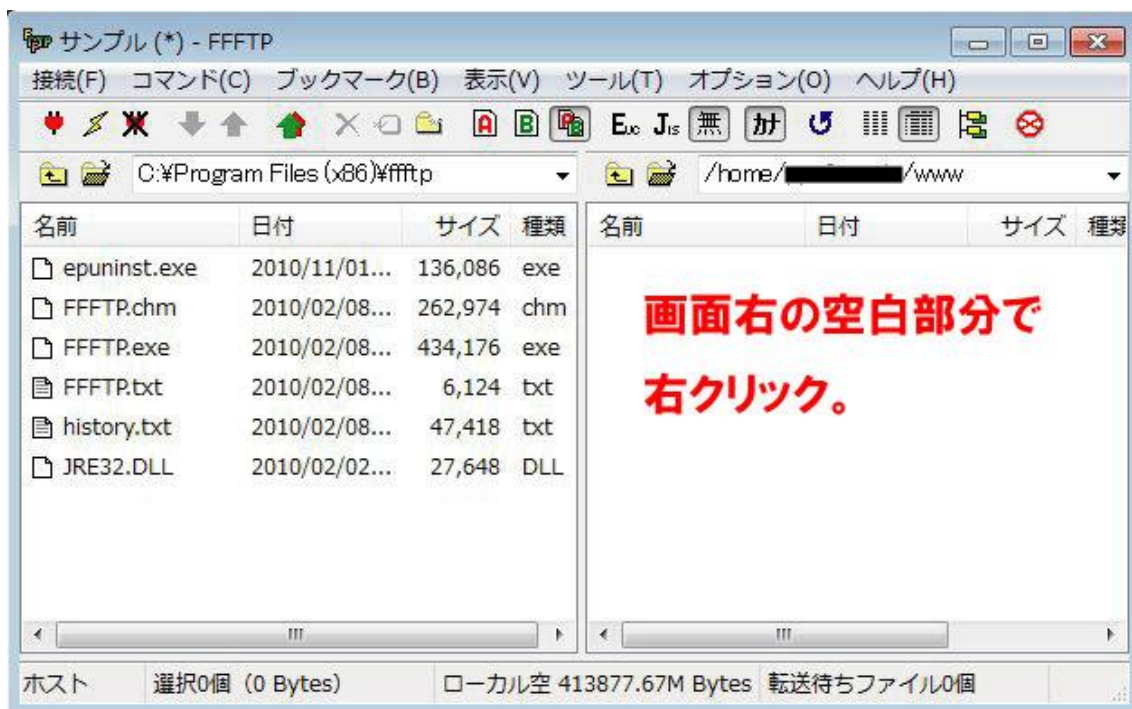 サンプル (*) - FFFTP
接続(F) コマンド(C) ブックマーク(B) 表示(V) ツール(T) オプション(O) ヘルプ(H)
A B Euc Jis 無 カナ
C:¥Program Files (x86)¥ffftp /home/ /www
名前 日付 サイズ 種類 名前 日付 サイズ 種類
epuninst.exe 2010/11/01... 136,086 exe
FFFTP.chm 2010/02/08... 262,974 chm
FFFTP.exe 2010/02/08... 434,176 exe
FFFTP.txt 2010/02/08... 6,124 txt
history.txt 2010/02/08... 47,418 txt
JRE32.DLL 2010/02/02... 27,648 DLL
画面右の空白部分で
右クリック。
ホスト 選択0個（0 Bytes） ローカル空 413877.67M Bytes 転送待ちファイル0個